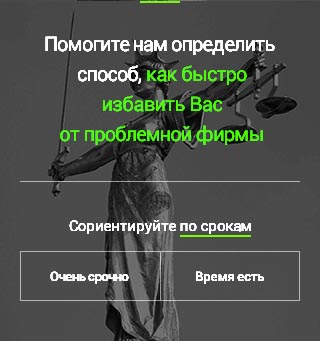 Помогите нам определить
способ, как быстро
избавить Вас
от проблемной фирмы
Сориентируйте по срокам
Очень срочно
Время есть